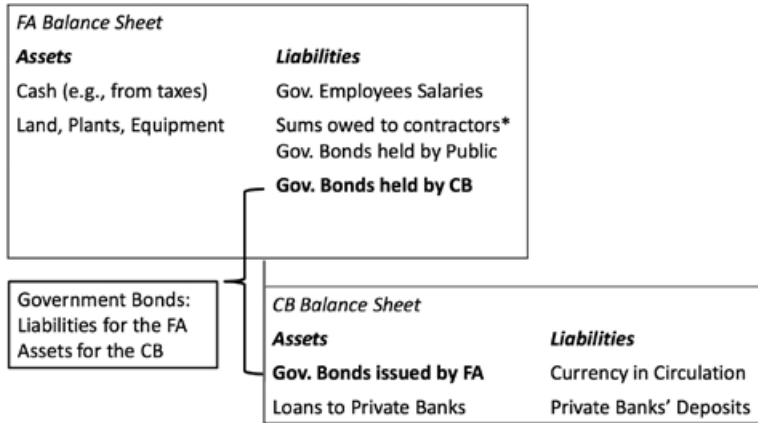 FA Balance Sheet
Assets Liabilities
Cash (e.g., from taxes) Gov. Employees Salaries
Land, Plants, Equipment Sums owed to contractors*
Gov. Bonds held by Public
Gov. Bonds held by CB
Government Bonds:
Liabilities for the FA
Assets for the CB
CB Balance Sheet
Assets Liabilities
Gov. Bonds issued by FA Currency in Circulation
Loans to Private Banks Private Banks' Deposits